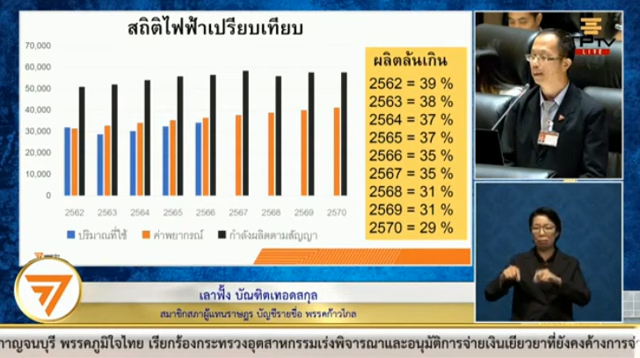 สถิติไฟฟ้าเปรียบเทียบ
70,000
60,000
50,000
40,000
30,000
20,000
10,000
0
2562 2563 2564 2565 2566 2567 2568 2569 2570
ปริมาณที่ใช้ ค่าพยากรณ์ กำลังผลิตตามสัญญา
ผลิตล้นเกิน
2562 = 39 %
2563 = 38 %
2564 = 37 %
2565 = 37 %
2566 = 35 %
2567 = 35 %
2568 = 31 %
2569 = 31 %
2570 = 29 %
TPTV
LIVE
เลาฟั้ง บัณฑิตเทอดสกุล
สมาชิกสภาผู้แทนราษฎร บัญชีรายชื่อ พรรคก้าวไกล
กาญจนบุรี พรรคภูมิใจไทย เรียกร้องกระทรวงอุตสาหกรรมเร่งพิจารณาและอนุมัติการจ่ายเงินเยียวยาที่ยังคงค้างการจ่